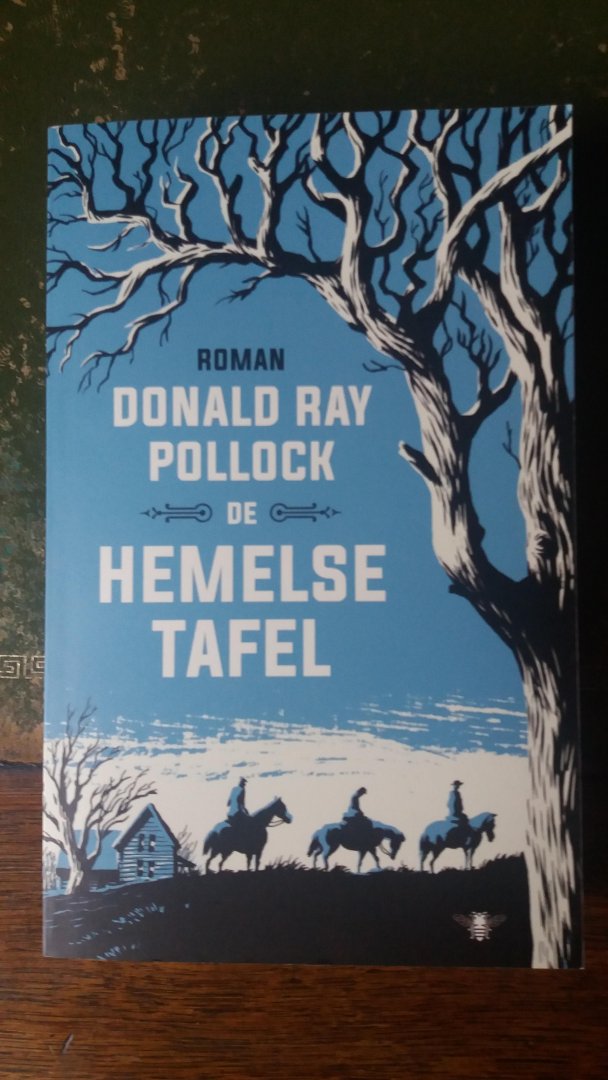 ROMAN
DONALD RAY
POLLOCK
DE
HEMELSE
TAFEL